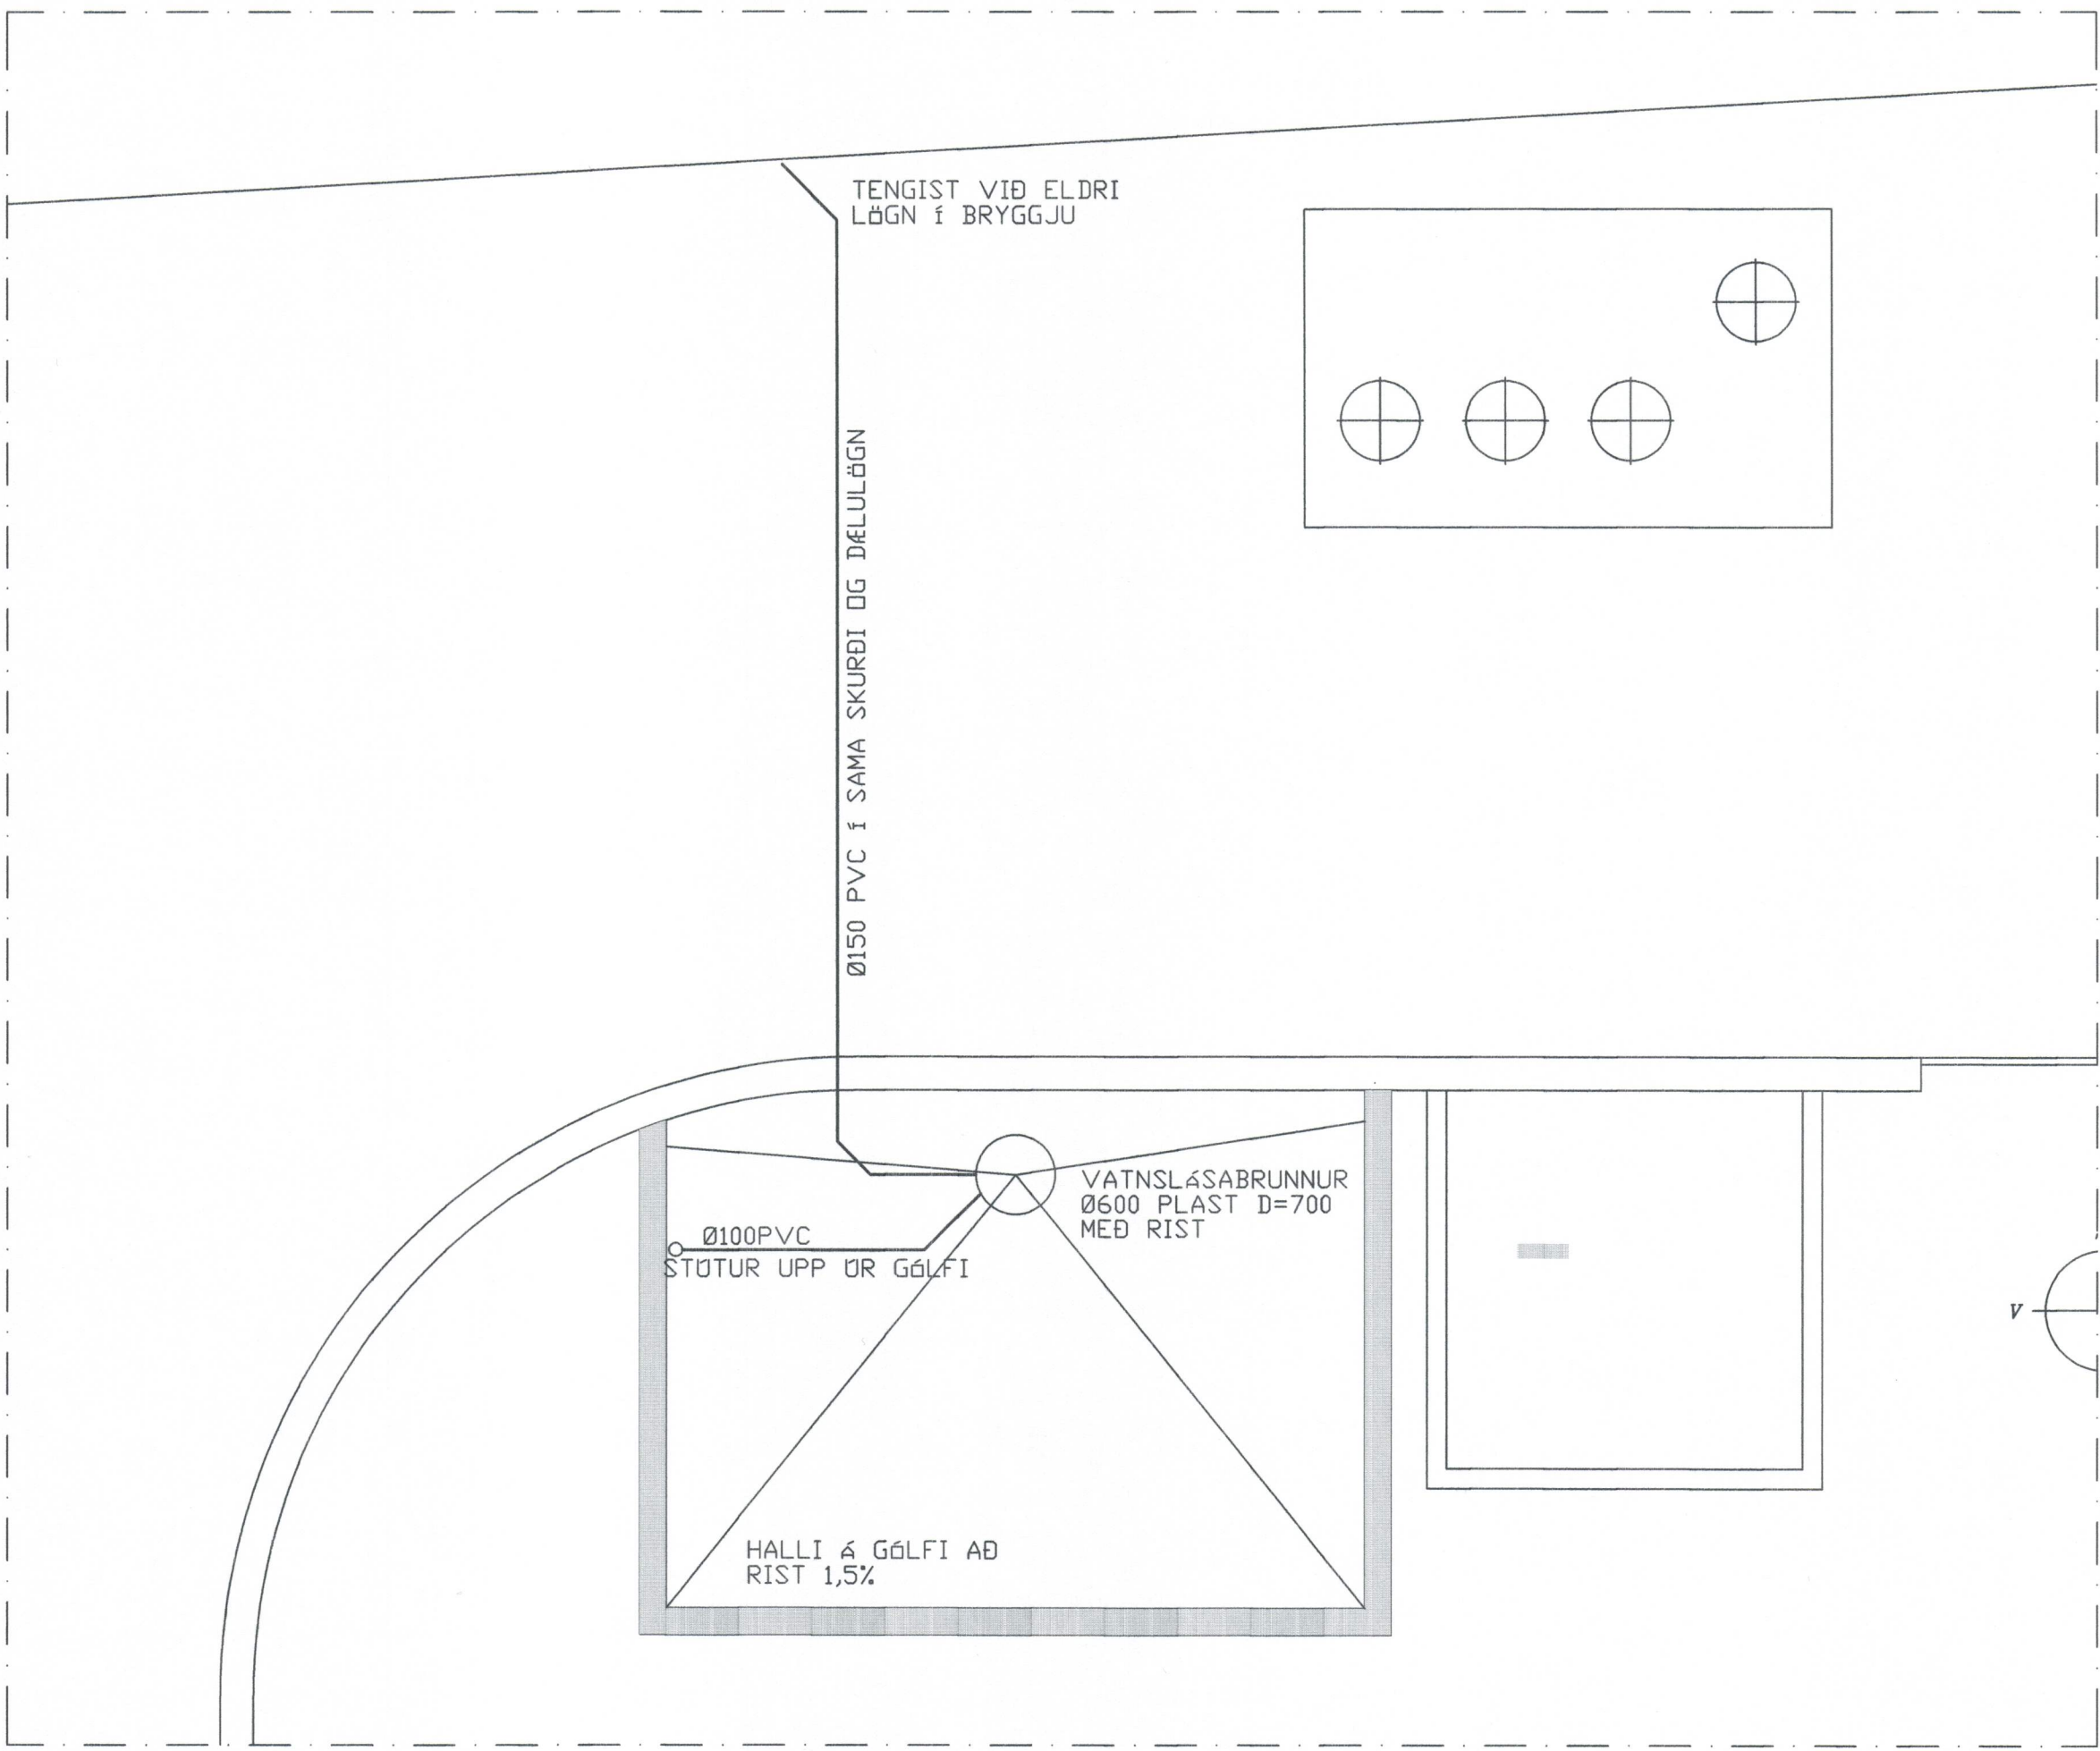 TENGIST VIÐ ELDRI
LÖGN Í BRYGGJU
Ø150 PVC Í SAMA SKURÐI OG DÆLULÖGN
VATNSLÁSABRUNNUR
Ø600 PLAST D=700
MEÐ RIST
Ø100PVC
STÚTUR UPP ÚR GÓLFI
V
HALLI Á GÓLFI AÐ
RIST 1,5%